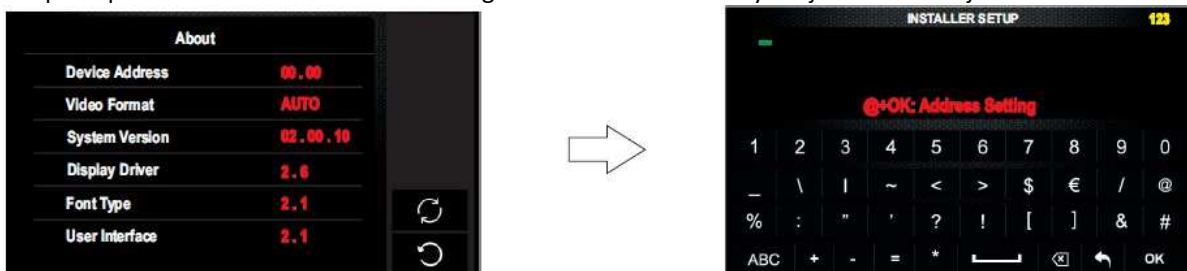 About
Device Address 00.00
Video Format AUTO
System Version 02.00.10
Display Driver 2.6
Font Type 2.1
User Interface 2.1
INSTALLER SETUP 123
@+OK: Address Setting
1 2 3 4 5 6 7 8 9 0
_ \ | ~ < > $ € / @
% : " ' ? ! [ ] & #
ABC + - = * OK